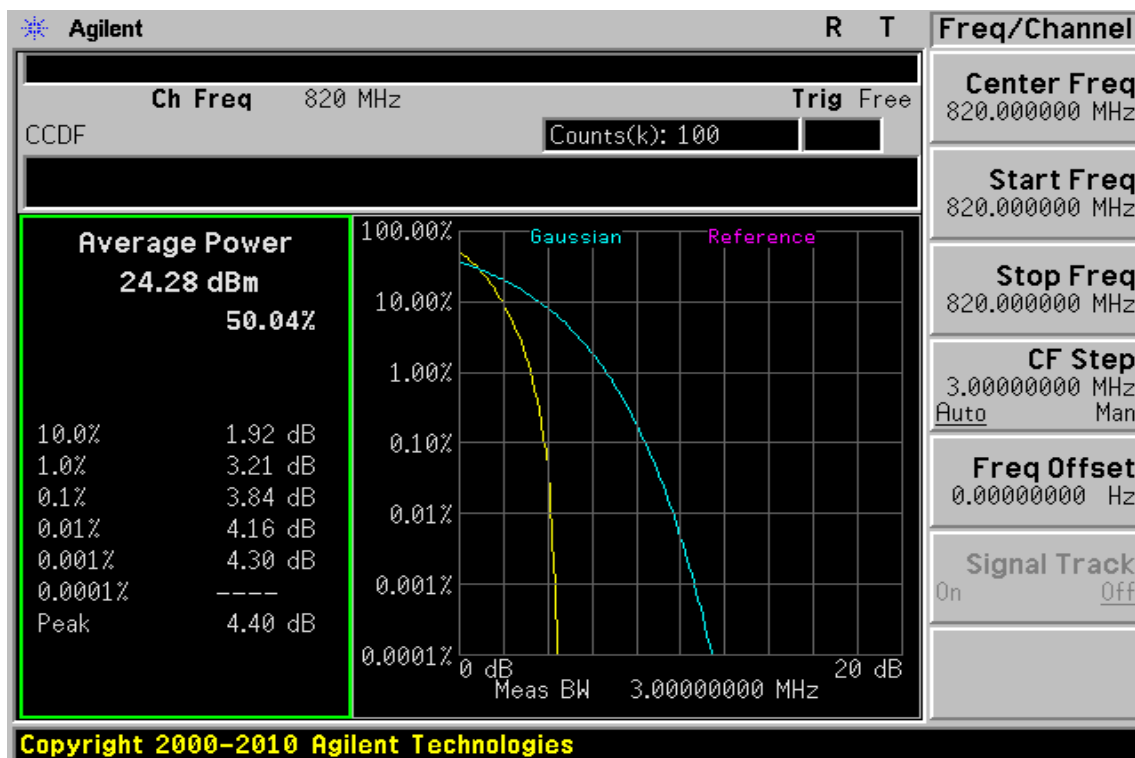 Agilent R T
Ch Freq 820 MHz Trig Free
CCDF Counts(k): 100
Average Power
24.28 dBm
50.04%
10.0% 1.92 dB
1.0% 3.21 dB
0.1% 3.84 dB
0.01% 4.16 dB
0.001% 4.30 dB
0.0001% ----
Peak 4.40 dB
100.00% Gaussian Reference
10.00%
1.00%
0.10%
0.01%
0.001%
0.0001%
0 dB 20 dB
Meas BW 3.00000000 MHz
Freq/Channel
Center Freq
820.000000 MHz
Start Freq
820.000000 MHz
Stop Freq
820.000000 MHz
CF Step
3.00000000 MHz
Auto Man
Freq Offset
0.00000000 Hz
Signal Track
On Off
Copyright 2000-2010 Agilent Technologies